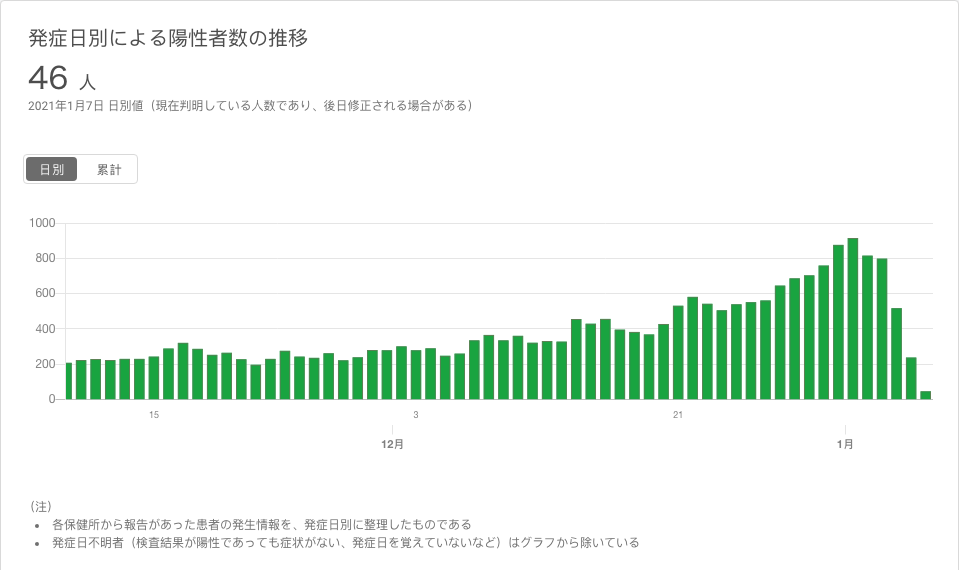 発症日別による陽性者数の推移
46 人
2021年1月7日 日別値（現在判明している人数であり、後日修正される場合がある）
日別 累計
1000
800
600
400
200
0
15 3 21
12月 1月
（注）
• 各保健所から報告があった患者の発生情報を、発症日別に整理したものである
• 発症日不明者（検査結果が陽性であっても症状がない、発症日を覚えていないなど）はグラフから除いている